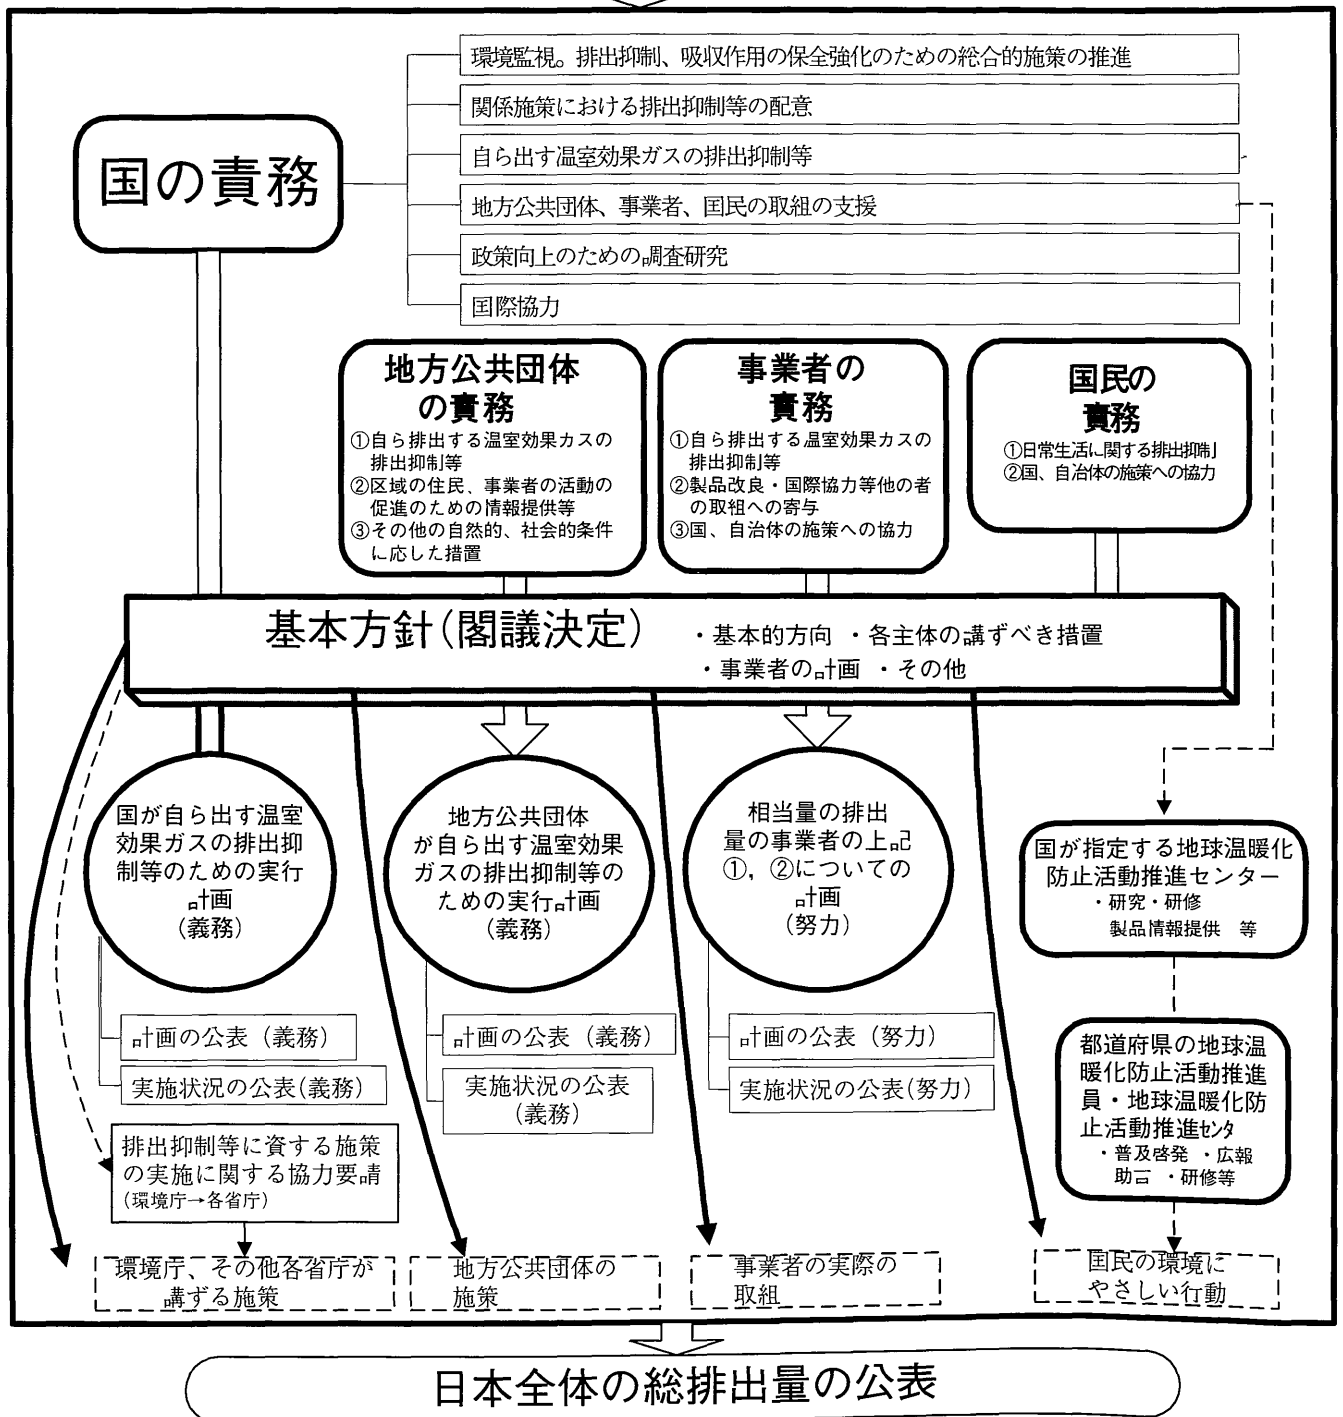 環境監視。排出抑制、吸収作用の保全強化のための総合的施策の推進
関係施策における排出抑制等の配意
自ら出す温室効果ガスの排出抑制等
地方公共団体、事業者、国民の取組の支援
政策向上のための調査研究
国際協力
国の責務
地方公共団体
の責務
①自ら排出する温室効果カスの
排出抑制等
②区域の住民、事業者の活動の
促進のための情報提供等
③その他の自然的、社会的条件
に応した措置
事業者の
責務
①自ら排出する温室効果カスの
排出抑制等
②製品改良・国際協力等他の者
の取組への寄与
③国、自治体の施策への協力
国民の
責務
①日常生活に関する排出抑制
②国、自治体の施策への協力
基本方針(閣議決定)
・基本的方向 ・各主体の講ずべき措置
・事業者の計画 ・その他
国が自ら出す温室
効果ガスの排出抑
制等のための実行
計画
(義務)
地方公共団体
が自ら出す温室効果
ガスの排出抑制等の
ための実行計画
(義務)
相当量の排出
量の事業者の上記
①,②についての
計画
(努力)
国が指定する地球温暖化
防止活動推進センター
・研究・研修
製品情報提供 等
計画の公表(義務)
実施状況の公表(義務)
計画の公表(義務)
実施状況の公表
(義務)
計画の公表(努力)
実施状況の公表(努力)
都道府県の地球温
暖化防止活動推進
員・地球温暖化防
止活動推進センタ
・普及啓発 ・広報
助言 ・研修等
排出抑制等に資する施策
の実施に関する協力要請
(環境庁→各省庁)
環境庁、その他各省庁が
講ずる施策
地方公共団体の
施策
事業者の実際の
取組
国民の環境に
やさしい行動
日本全体の総排出量の公表